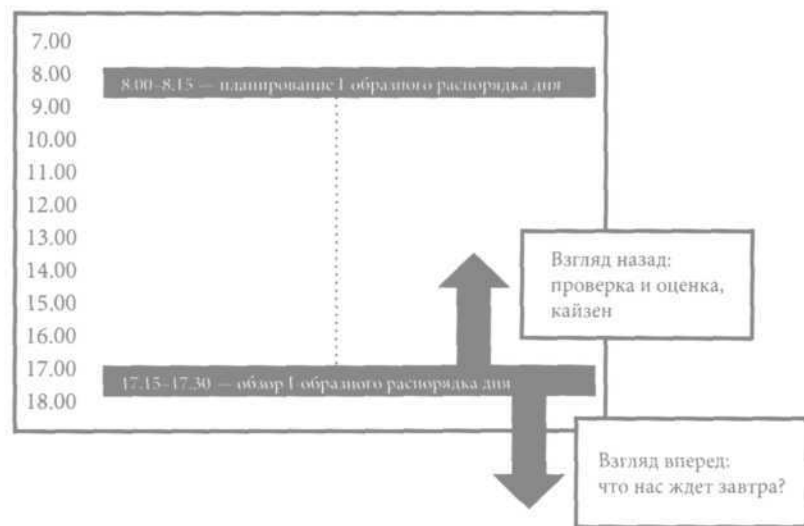 7.00
8.00
8.00–8.15 — планирование I-образного распорядка дня
9.00
10.00
11.00
12.00
13.00
14.00
15.00
16.00
17.00
17.15–17.30 — обзор I-образного распорядка дня
18.00
Взгляд назад:
проверка и оценка,
кайзен
Взгляд вперед:
что нас ждет завтра?